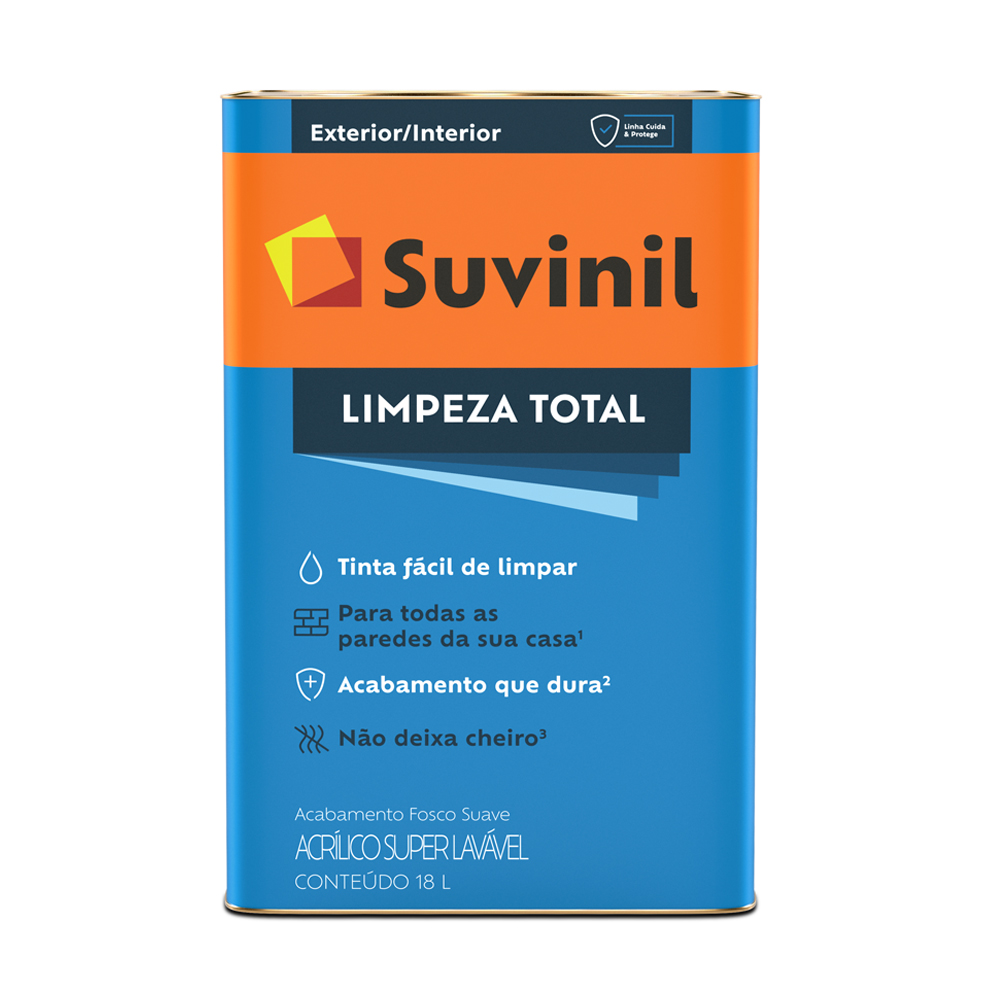 Exterior/Interior
Linha Cuida
& Protege
Suvinil
LIMPEZA TOTAL
Tinta fácil de limpar
Para todas as
paredes da sua casa¹
Acabamento que dura²
Não deixa cheiro³
Acabamento Fosco Suave
ACRÍLICO SUPER LAVÁVEL
CONTEÚDO 18 L